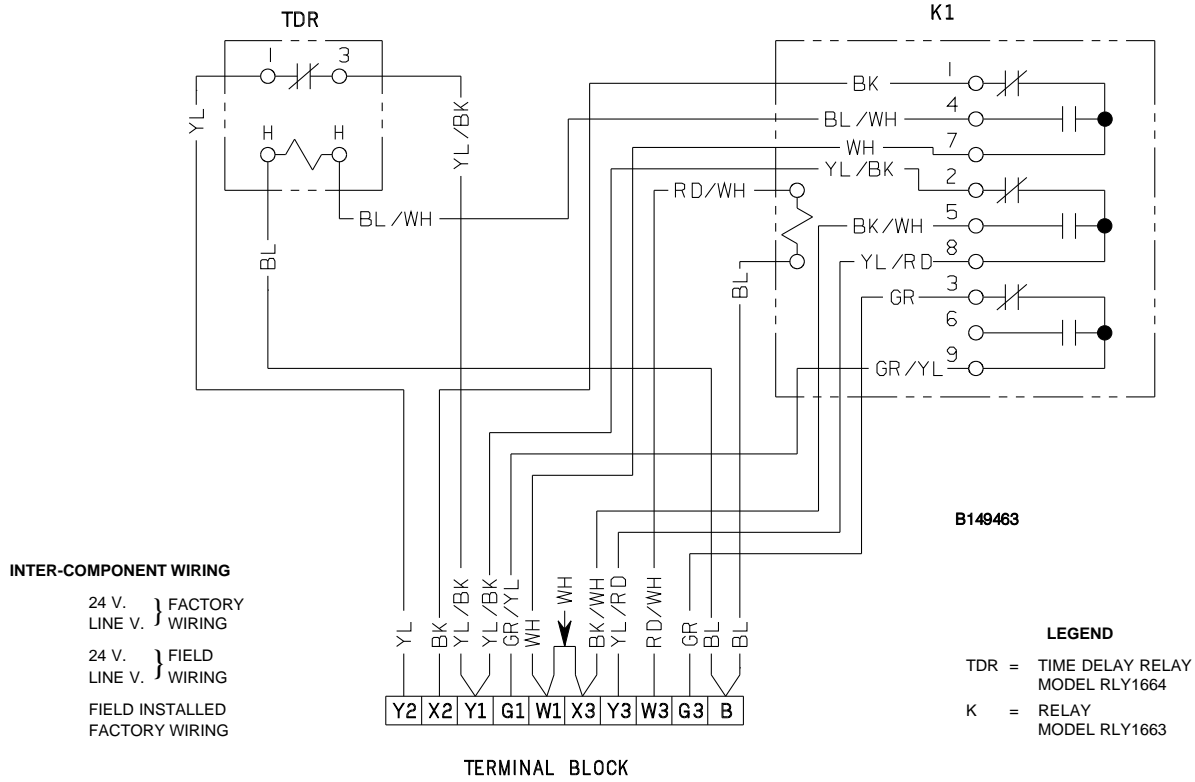 TDR
K1
1
3
H
H
YL
YL/BK
BL/WH
BL
BK
1
BL/WH
4
WH
7
YL/BK
2
RD/WH
BK/WH
5
YL/RD
8
GR
3
6
GR/YL
9
BL
B149463
INTER-COMPONENT WIRING
24 V.
LINE V.
} FACTORY
WIRING
24 V.
LINE V.
} FIELD
WIRING
FIELD INSTALLED
FACTORY WIRING
YL
BK
YL/BK
YL/BK
GR/YL
WH
WH
BK/WH
YL/RD
RD/WH
GR
BL
BL
Y2 X2 Y1 G1 W1 X3 Y3 W3 G3 B
TERMINAL BLOCK
LEGEND
TDR = TIME DELAY RELAY
MODEL RLY1664
K = RELAY
MODEL RLY1663